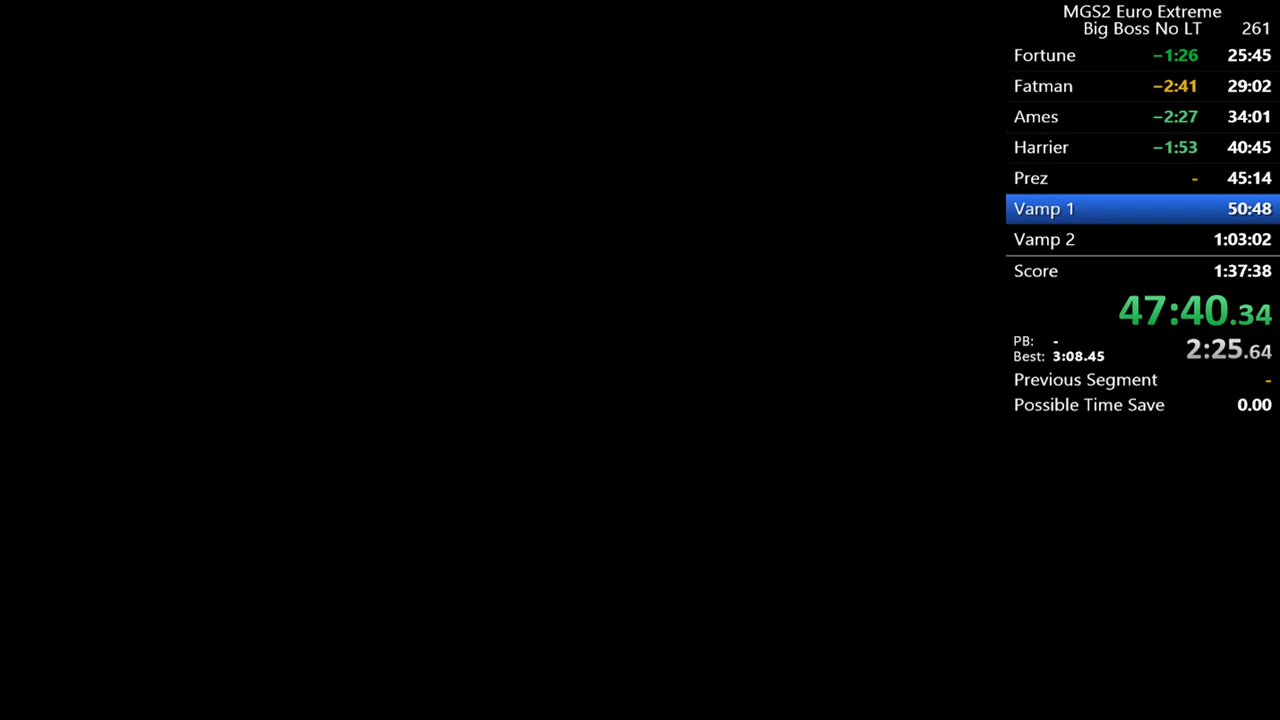 MGS2 Euro Extreme
Big Boss No LT 261
Fortune −1:26 25:45
Fatman −2:41 29:02
Ames −2:27 34:01
Harrier −1:53 40:45
Prez - 45:14
Vamp 1 50:48
Vamp 2 1:03:02
Score 1:37:38
47:40.34
PB: -
2:25.64
Best: 3:08.45
Previous Segment -
Possible Time Save 0.00